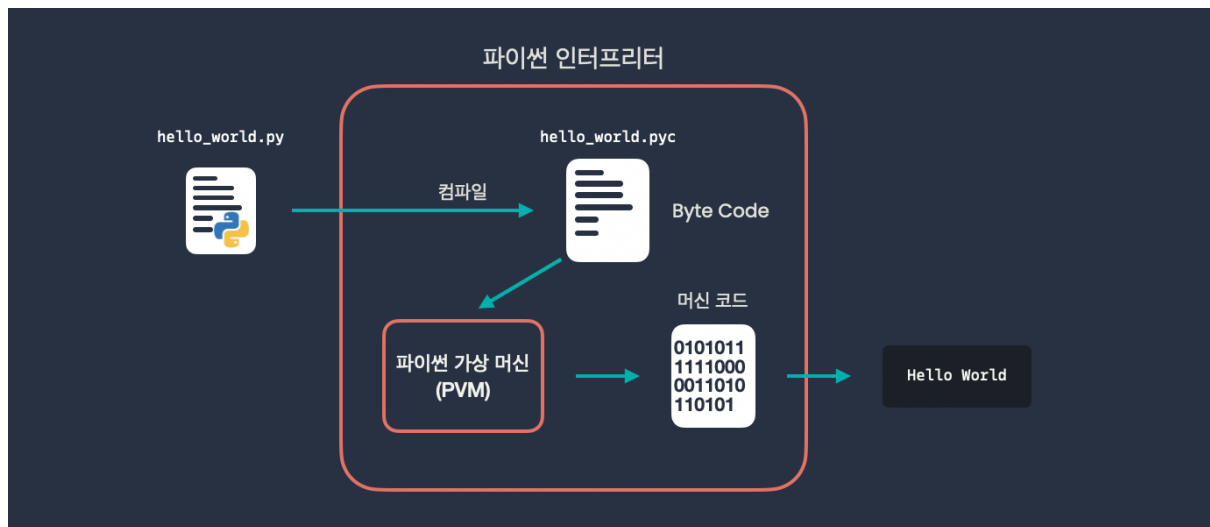 파이썬 인터프리터
hello_world.py
hello_world.pyc
컴파일
Byte Code
머신 코드
파이썬 가상 머신
(PVM)
0101011
1111000
0011010
110101
Hello World